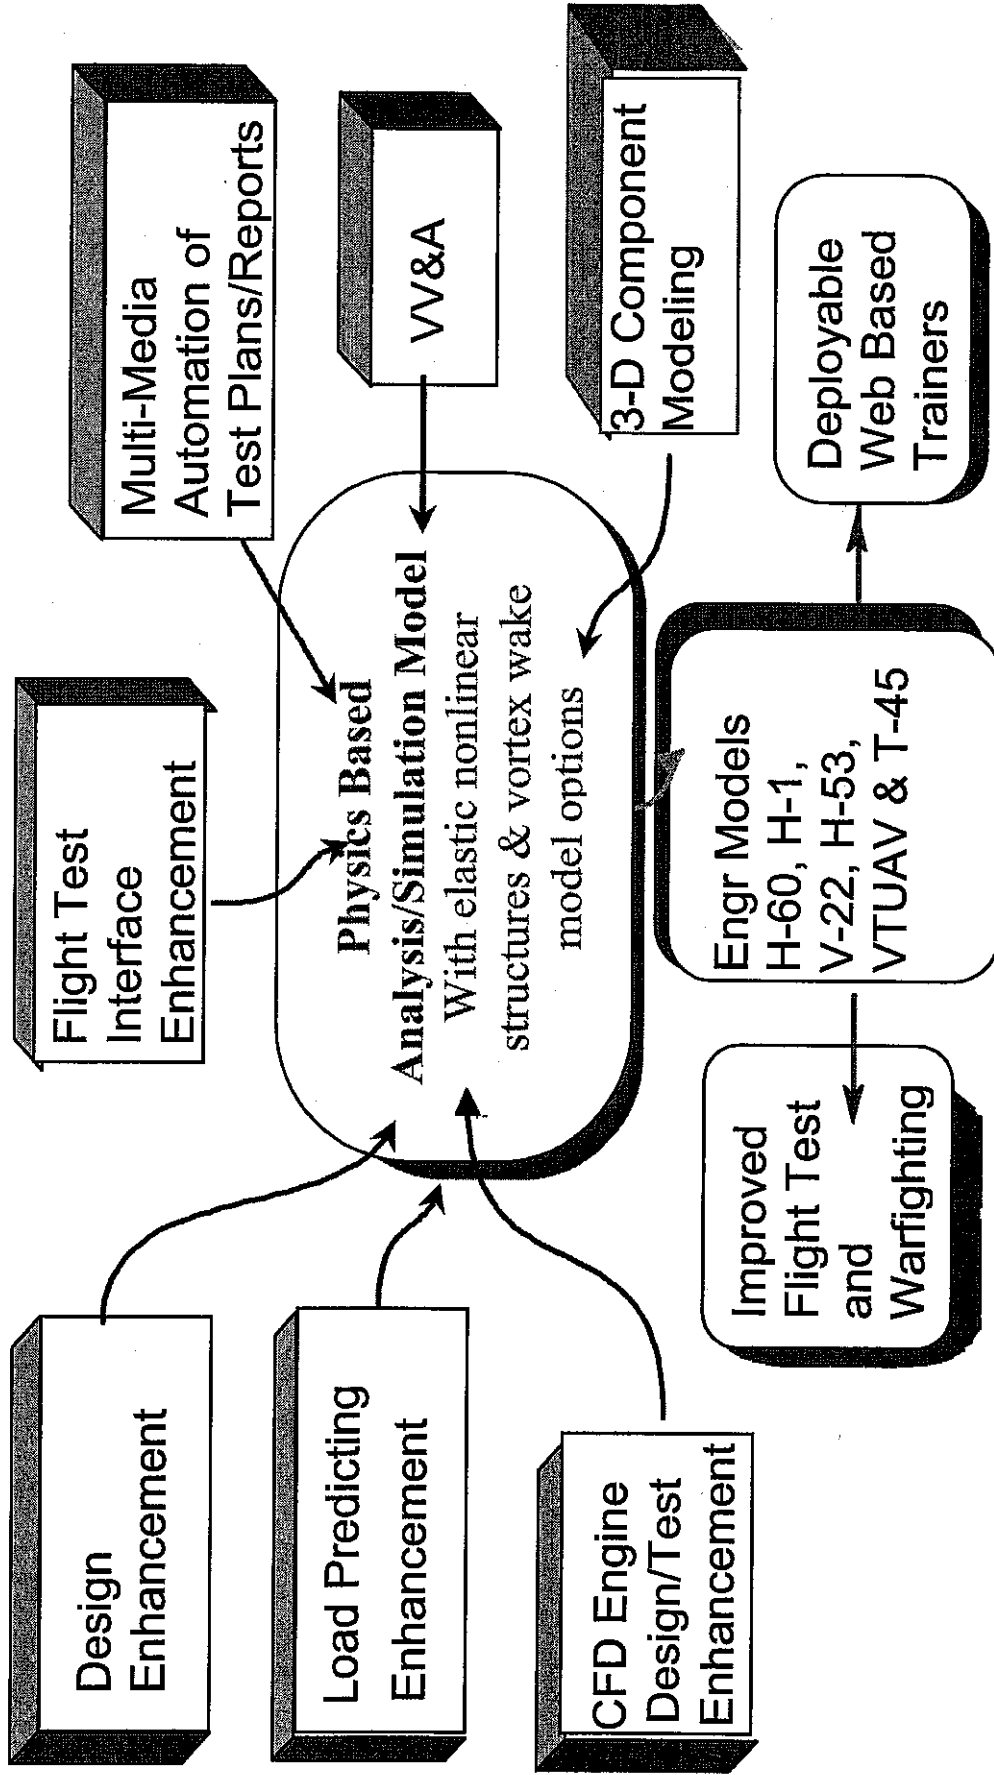 Design
Enhancement
Flight Test
Interface
Enhancement
Multi-Media
Automation of
Test Plans/Reports
Load Predicting
Enhancement
Physics Based
Analysis/Simulation Model
With elastic nonlinear
structures & vortex wake
model options
VV&A
CFD Engine
Design/Test
Enhancement
3-D Component
Modeling
Improved
Flight Test
and
Warfighting
Engr Models
H-60, H-1,
V-22, H-53,
VTUAV & T-45
Deployable
Web Based
Trainers